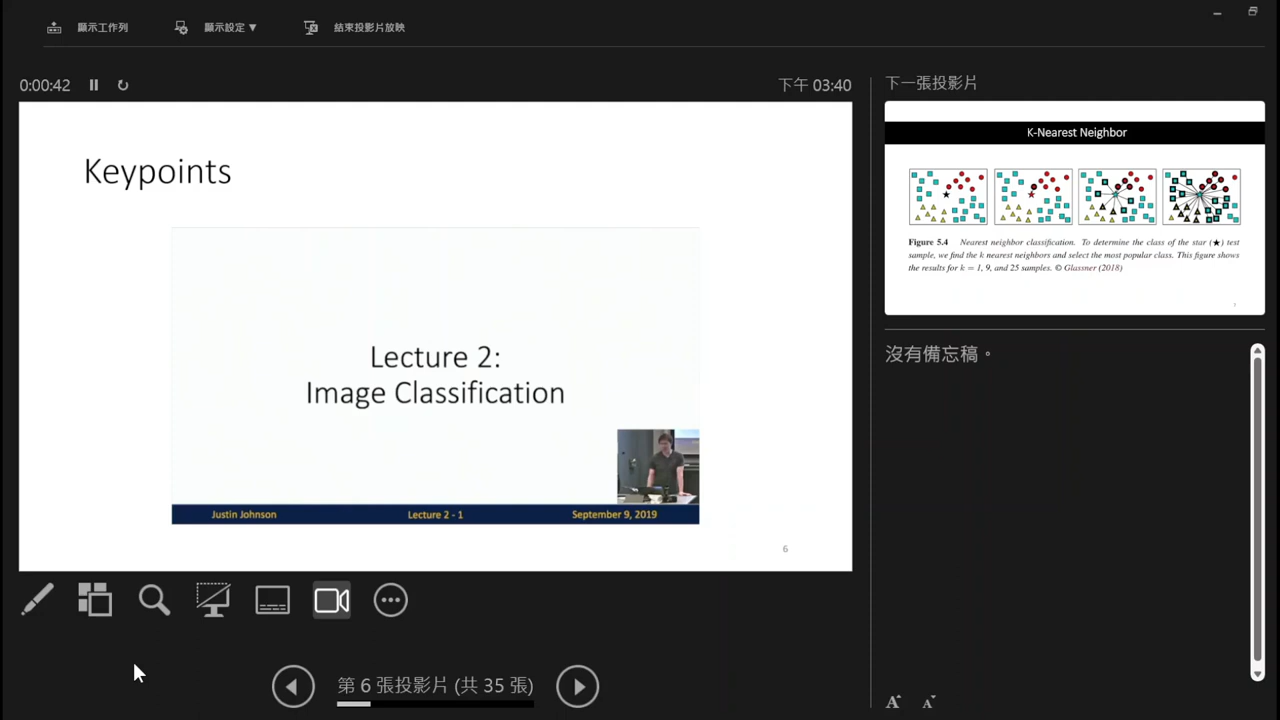 顯示工作列
顯示設定 ▼
結束投影片放映
0:00:42
下午 03:40
Keypoints
Lecture 2:
Image Classification
Justin Johnson
Lecture 2 - 1
September 9, 2019
6
下一張投影片
K-Nearest Neighbor
Figure 5.4 Nearest neighbor classification. To determine the class of the star (★) test
sample, we find the k nearest neighbors and select the most popular class. This figure shows
the results for k = 1, 9, and 25 samples. © Glassner (2018)
沒有備忘稿。
第 6 張投影片 (共 35 張)
A A